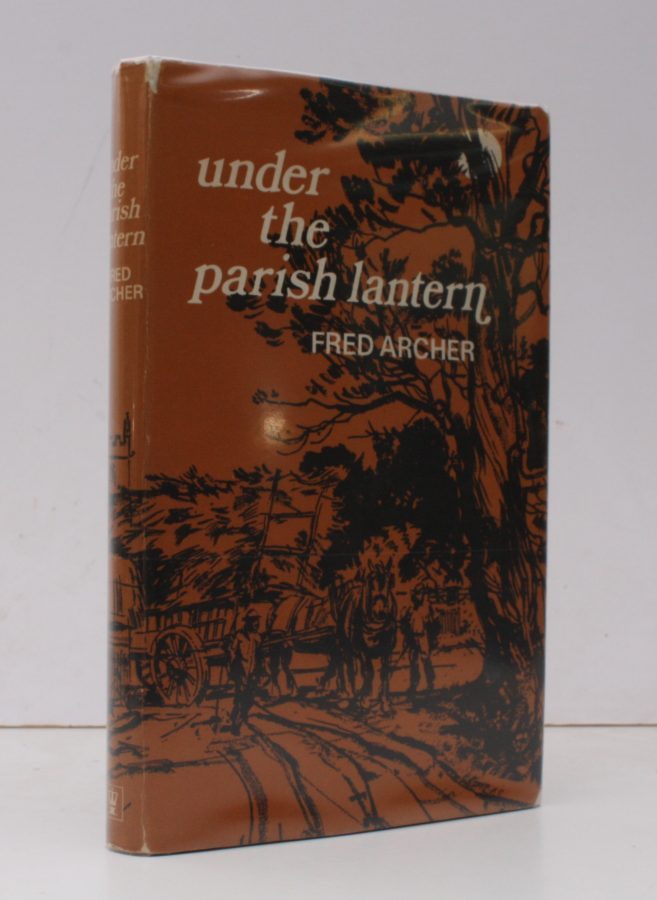 under
the
parish lantern
FRED ARCHER